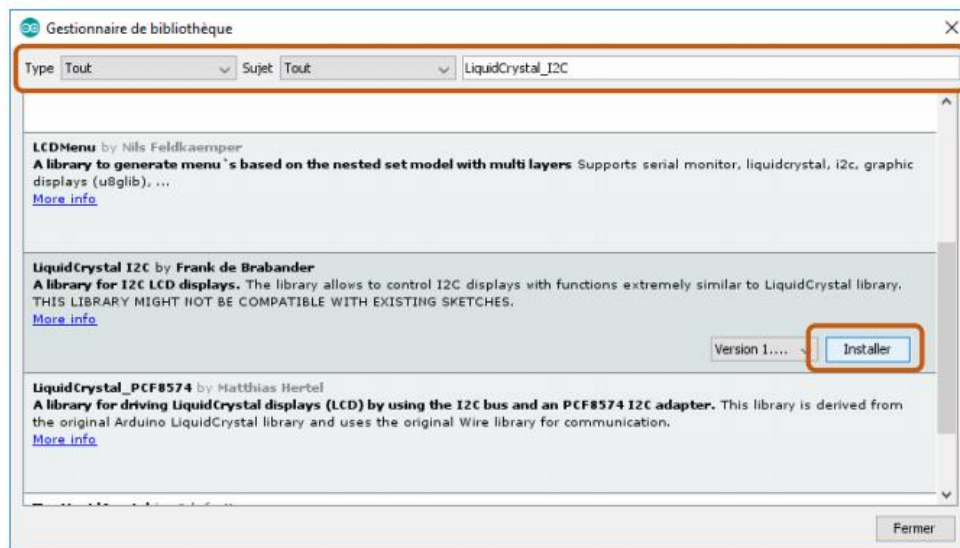 Gestionnaire de bibliothèque
Type Tout Sujet Tout LiquidCrystal_I2C
LCDMenu by Nils Feldkaemper
A library to generate menu`s based on the nested set model with multi layers Supports serial monitor, liquidcrystal, i2c, graphic
displays (u8glib), ...
More info
LiquidCrystal I2C by Frank de Brabander
A library for I2C LCD displays. The library allows to control I2C displays with functions extremely similar to LiquidCrystal library.
THIS LIBRARY MIGHT NOT BE COMPATIBLE WITH EXISTING SKETCHES.
More info
Version 1.... Installer
LiquidCrystal_PCF8574 by Matthias Hertel
A library for driving LiquidCrystal displays (LCD) by using the I2C bus and an PCF8574 I2C adapter. This library is derived from
the original Arduino LiquidCrystal library and uses the original Wire library for communication.
More info
Fermer